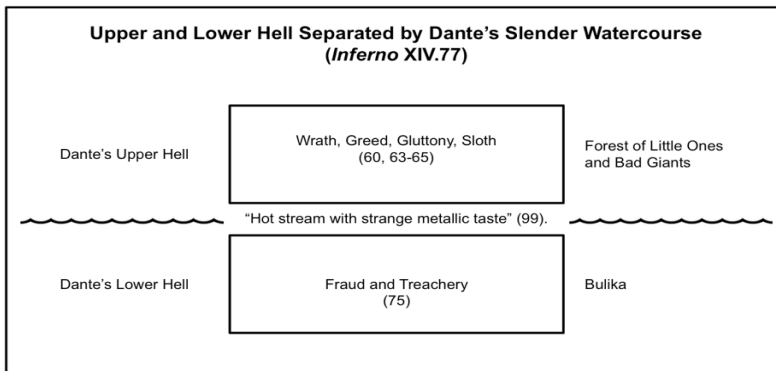 Upper and Lower Hell Separated by Dante’s Slender Watercourse
(Inferno XIV.77)
Dante’s Upper Hell
Wrath, Greed, Gluttony, Sloth
(60, 63-65)
Forest of Little Ones
and Bad Giants
“Hot stream with strange metallic taste” (99).
Dante’s Lower Hell
Fraud and Treachery
(75)
Bulika